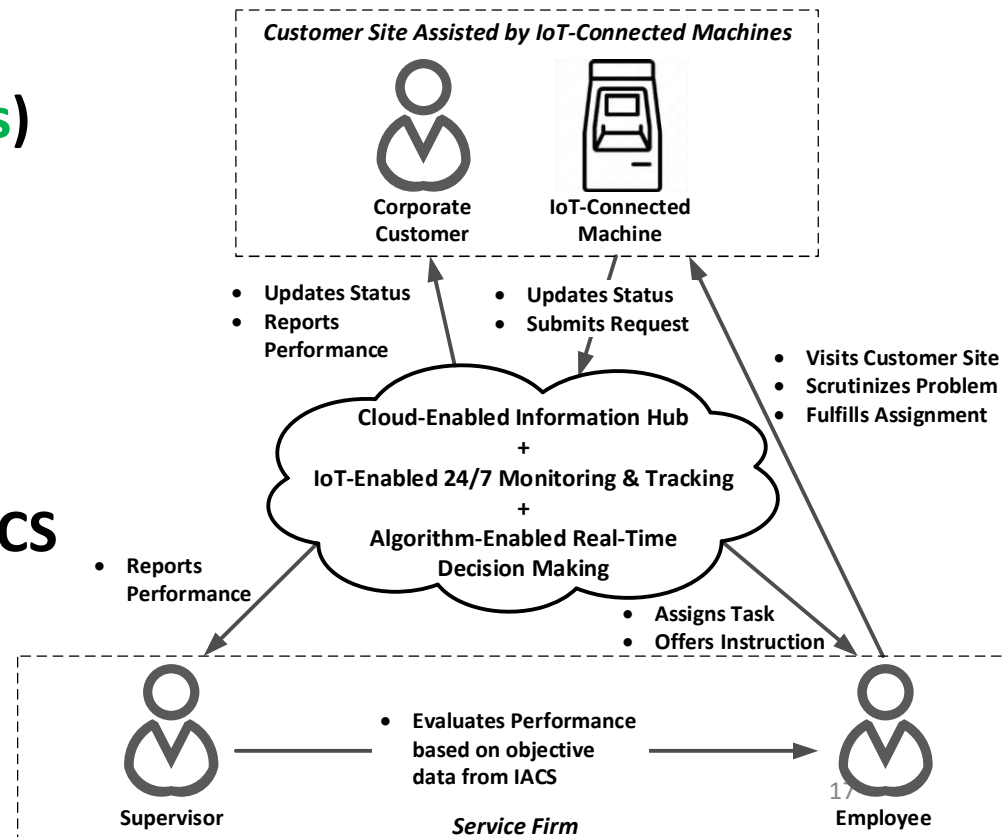 Customer Site Assisted by IoT-Connected Machines
s)
Corporate
Customer
IoT-Connected
Machine
• Updates Status
• Reports
Performance
• Updates Status
• Submits Request
• Visits Customer Site
• Scrutinizes Problem
• Fulfills Assignment
Cloud-Enabled Information Hub
+
IoT-Enabled 24/7 Monitoring & Tracking
+
Algorithm-Enabled Real-Time
Decision Making
CS
• Reports
Performance
• Assigns Task
• Offers Instruction
• Evaluates Performance
based on objective
data from IACS
17
Supervisor
Service Firm
Employee